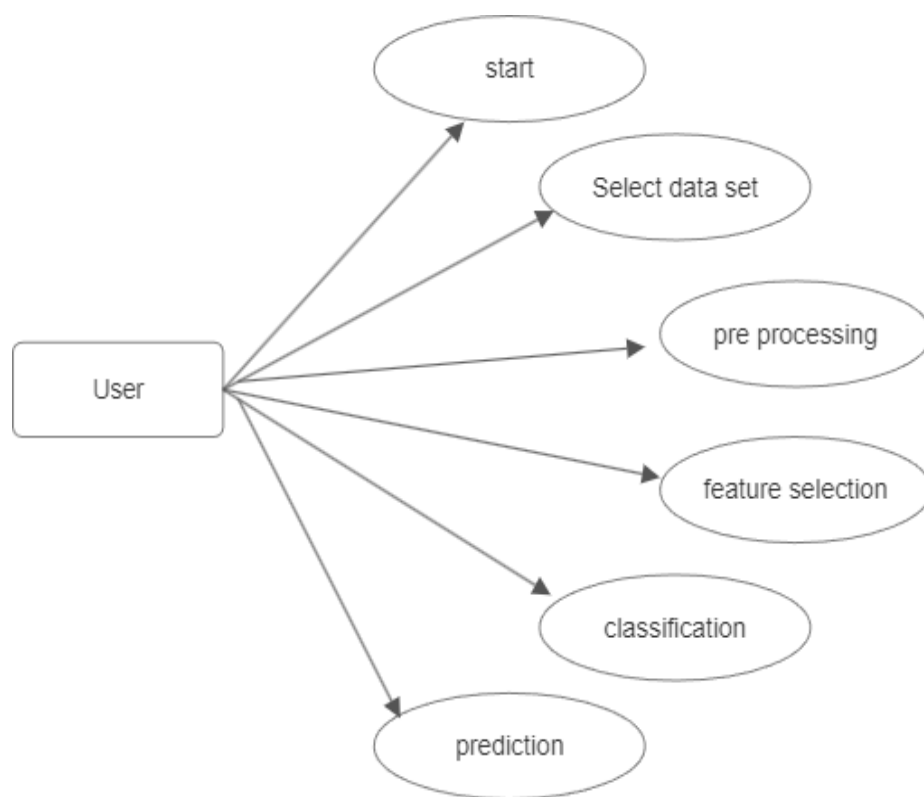 start
Select data set
pre processing
User
feature selection
classification
prediction